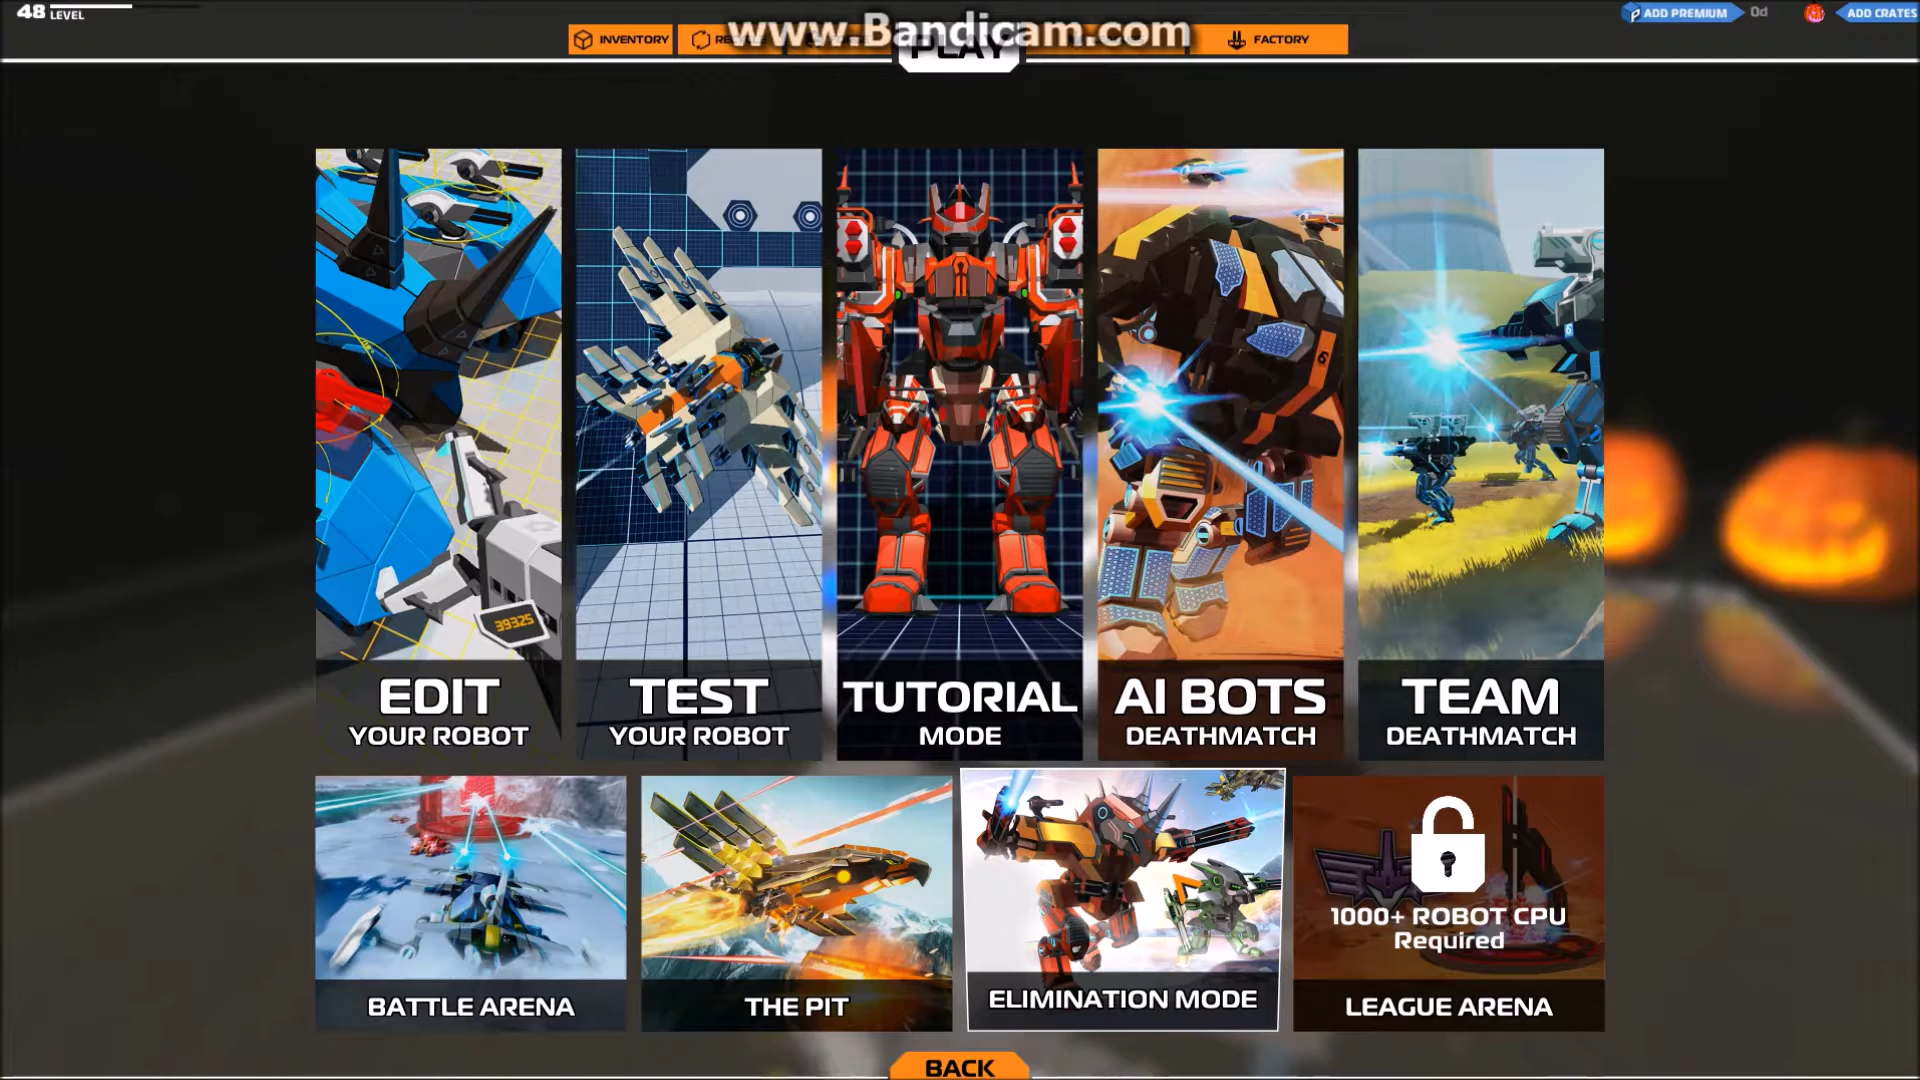 48 LEVEL
ADD PREMIUM 0d ADD CRATES
www.Bandicam.com
INVENTORY
FACTORY
PLAY
39325
6
EDIT
YOUR ROBOT
TEST
YOUR ROBOT
TUTORIAL
MODE
AI BOTS
DEATHMATCH
TEAM
DEATHMATCH
BATTLE ARENA
THE PIT
ELIMINATION MODE
1000+ ROBOT CPU
Required
LEAGUE ARENA
BACK